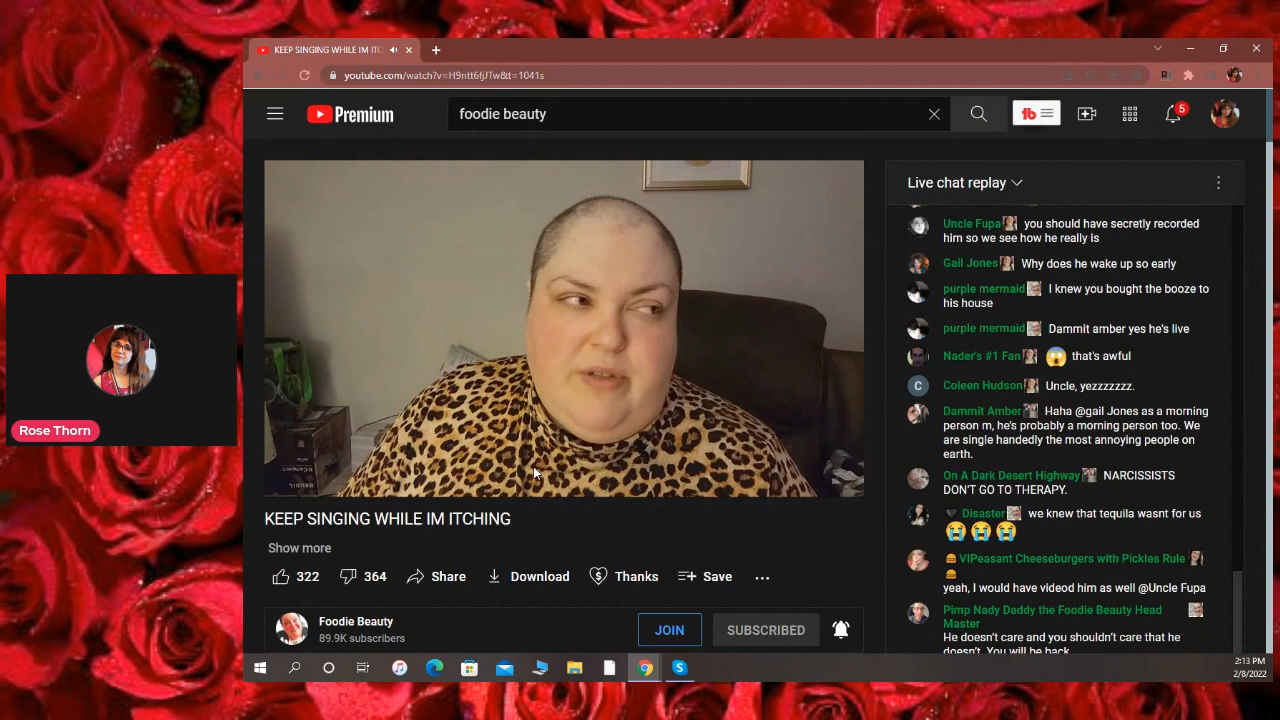 KEEP SINGING WHILE IM ITC
youtube.com/watch?v=H9ntt6fjJTw&t=1041s
Premium
foodie beauty
5
Live chat replay
Uncle Fupa you should have secretly recorded
him so we see how he really is
Gail Jones Why does he wake up so early
purple mermaid I knew you bought the booze to
his house
purple mermaid Dammit amber yes he's live
Nader's #1 Fan 😱 that's awful
C
Coleen Hudson Uncle, yezzzzzzz.
Dammit Amber Haha @gail Jones as a morning
person m, he's probably a morning person too. We
are single handedly the most annoying people on
earth.
On A Dark Desert Highway NARCISSISTS
DON'T GO TO THERAPY.
🖤 Disaster we knew that tequila wasnt for us
😭😭😭
🍔VIPeasant Cheeseburgers with Pickles Rule
🍔
yeah, I would have videod him as well @Uncle Fupa
Pimp Nady Daddy the Foodie Beauty Head
Master
He doesn't care and you shouldn't care that he
doesn't. You will be back
Rose Thorn
KEEP SINGING WHILE IM ITCHING
Show more
322
364
Share
Download
Thanks
Save
Foodie Beauty
89.9K subscribers
JOIN
SUBSCRIBED
2:13 PM
2/8/2022